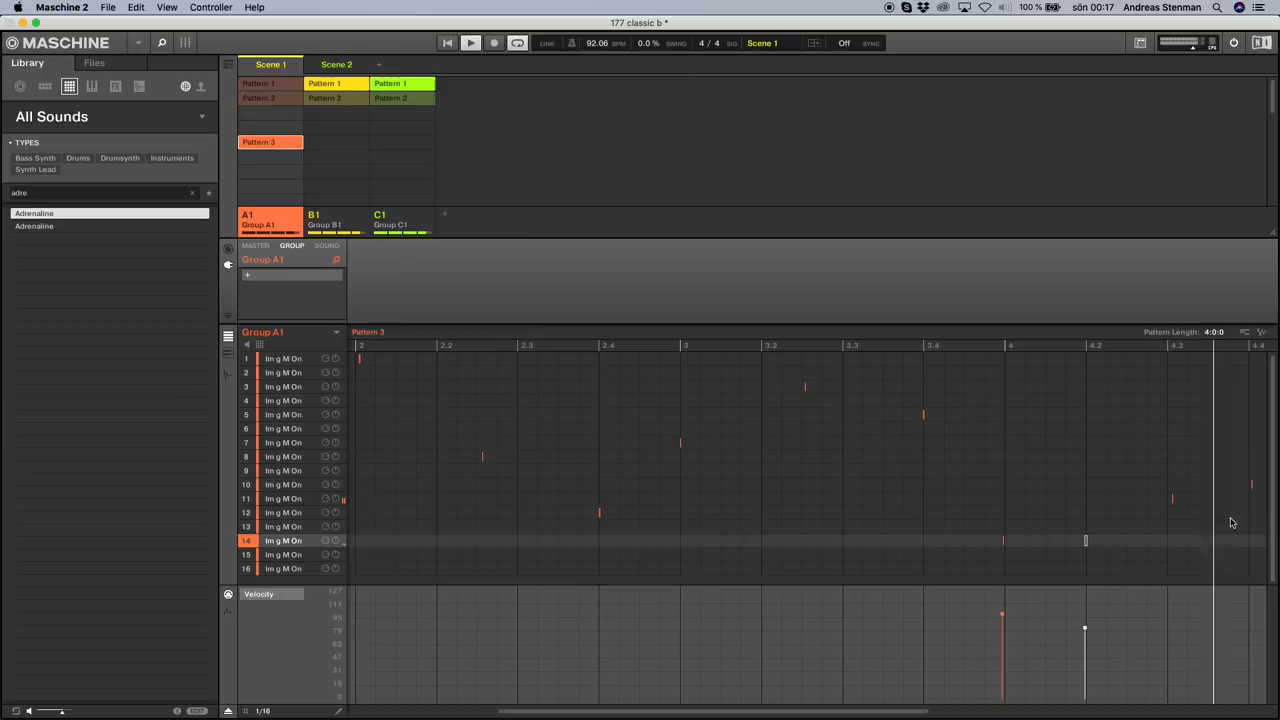 Maschine 2 File Edit View Controller Help 100 % sön 00:17 Andreas Stenman
177 classic b *
MASCHINE LINK 92.06 BPM 0.0 % SWING 4 / 4 SIG Scene 1 Off SYNC
Library Files
Scene 1 Scene 2 +
Pattern 1 Pattern 1 Pattern 1
Pattern 2 Pattern 2 Pattern 2
All Sounds
TYPES
Pattern 3
Bass Synth Drums Drumsynth Instruments
Synth Lead
adre
Adrenaline
Adrenaline
A1 B1 C1 +
Group A1 Group B1 Group C1
MASTER GROUP SOUND
Group A1
+
Group A1 Pattern 3 Pattern Length: 4:0:0
2 2.2 2.3 2.4 3 3.2 3.3 3.4 4 4.2 4.3 4.4
1 Im g M On
2 Im g M On
3 Im g M On
4 Im g M On
5 Im g M On
6 Im g M On
7 Im g M On
8 Im g M On
9 Im g M On
10 Im g M On
11 Im g M On
12 Im g M On
13 Im g M On
14 Im g M On
15 Im g M On
16 Im g M On
Velocity
127
111
95
79
63
47
31
15
0
EDIT
1/16